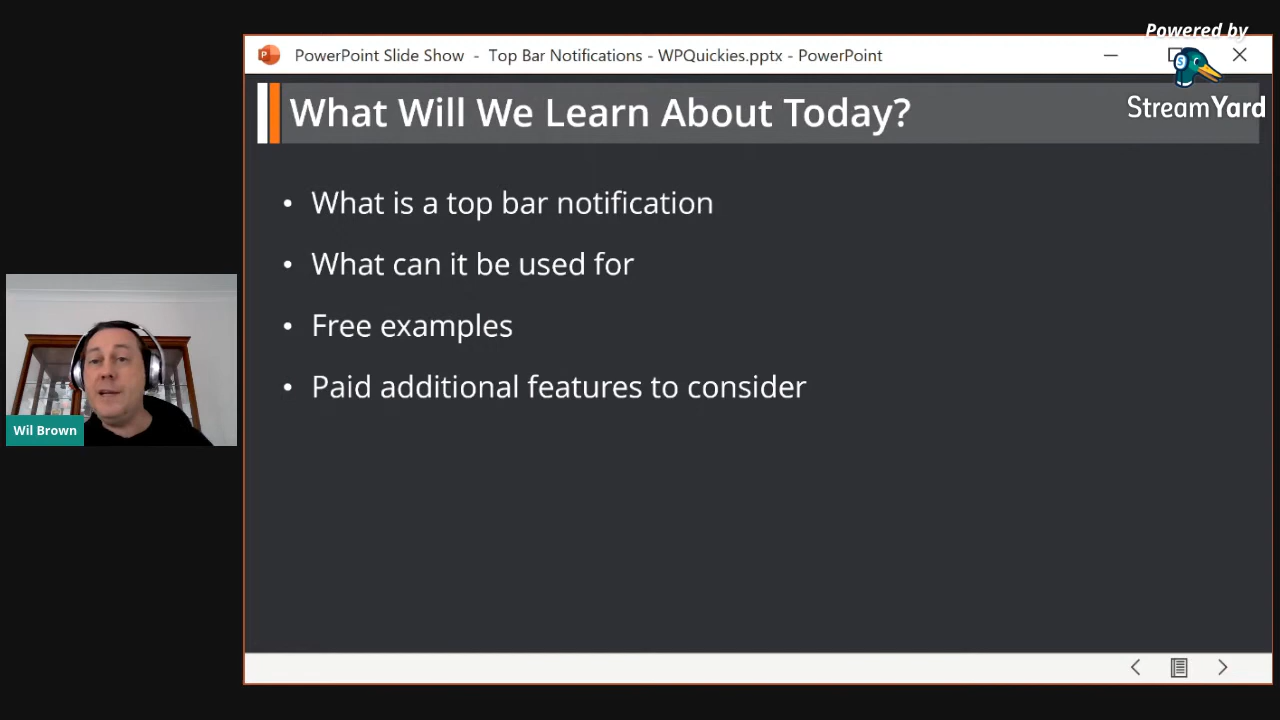 Powered by
StreamYard
PowerPoint Slide Show - Top Bar Notifications - WPQuickies.pptx - PowerPoint
What Will We Learn About Today?
• What is a top bar notification
• What can it be used for
• Free examples
• Paid additional features to consider
Wil Brown